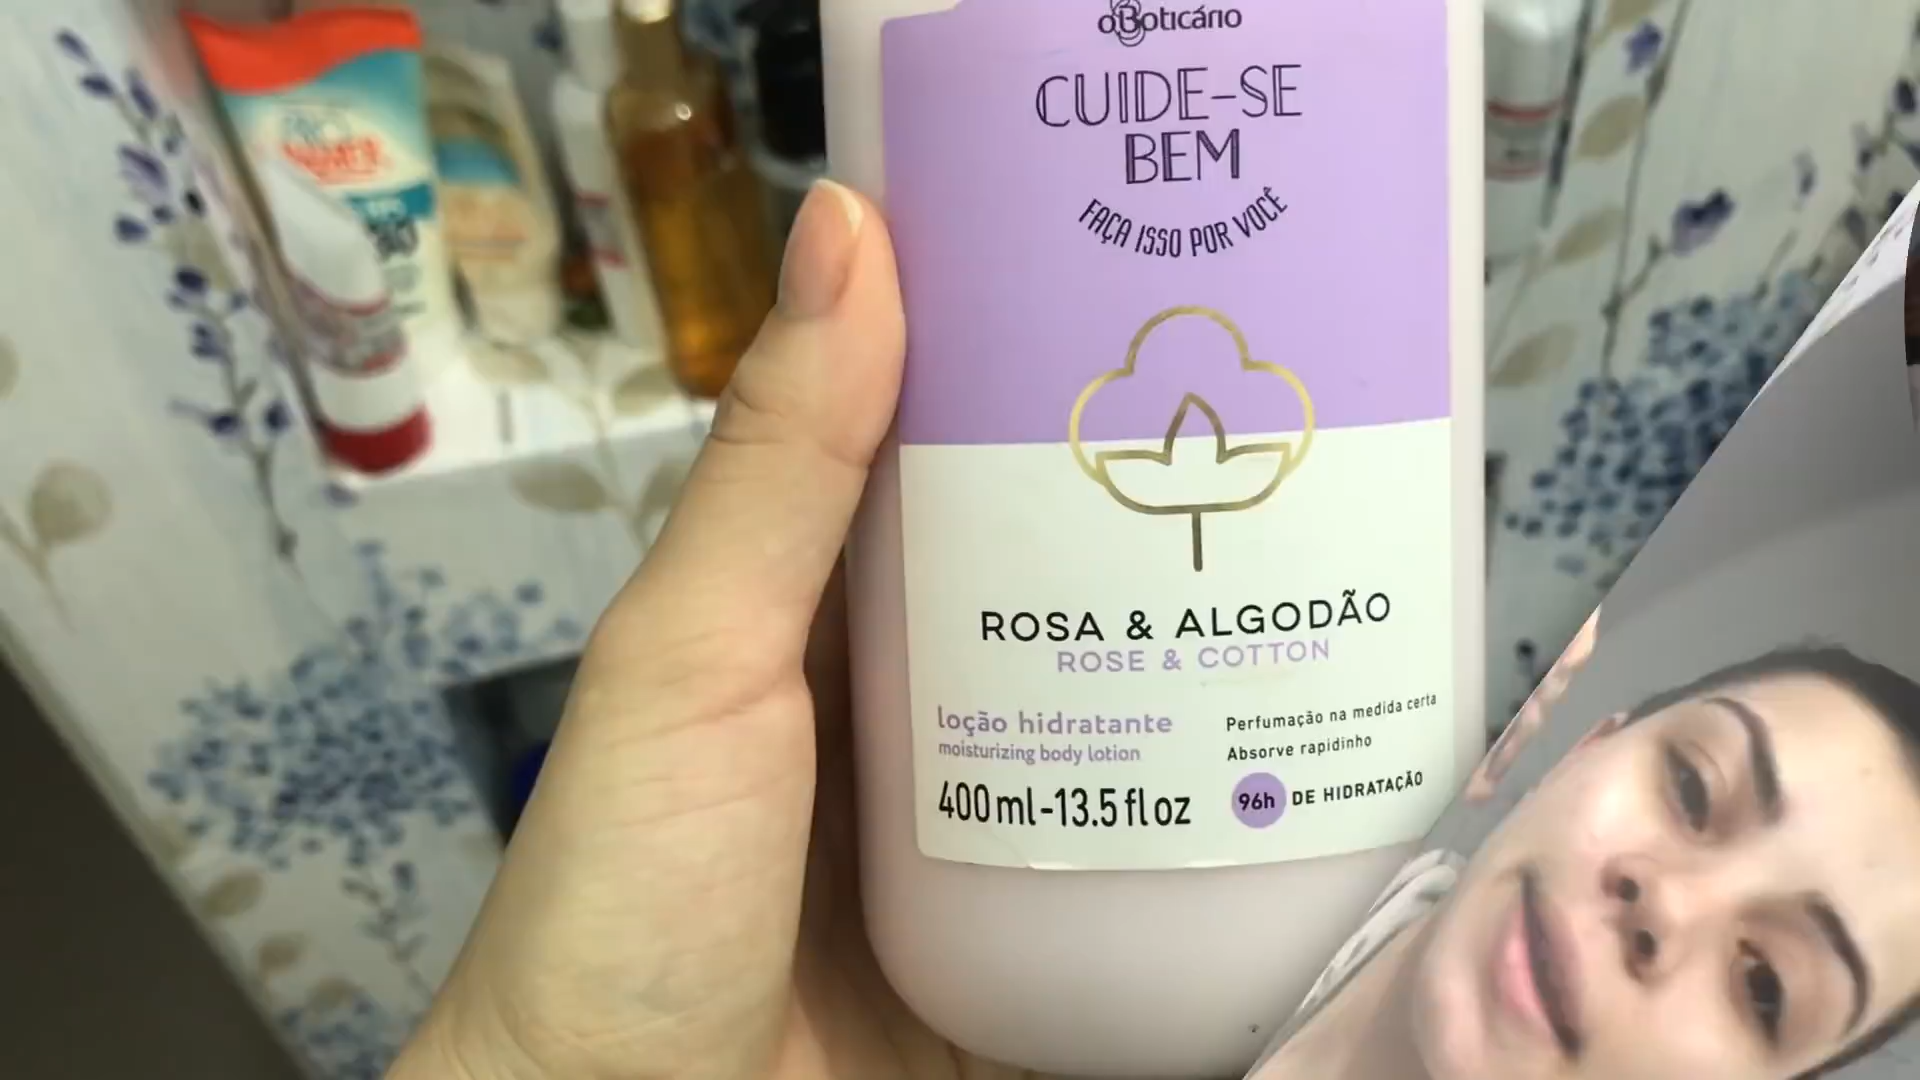 oBoticário
CUIDE-SE
BEM
FAÇA ISSO POR VOCÊ
ROSA & ALGODÃO
ROSE & COTTON
loção hidratante
moisturizing body lotion
400ml-13.5 fl oz
Perfumação na medida certa
Absorve rapidinho
96h DE HIDRATAÇÃO
30